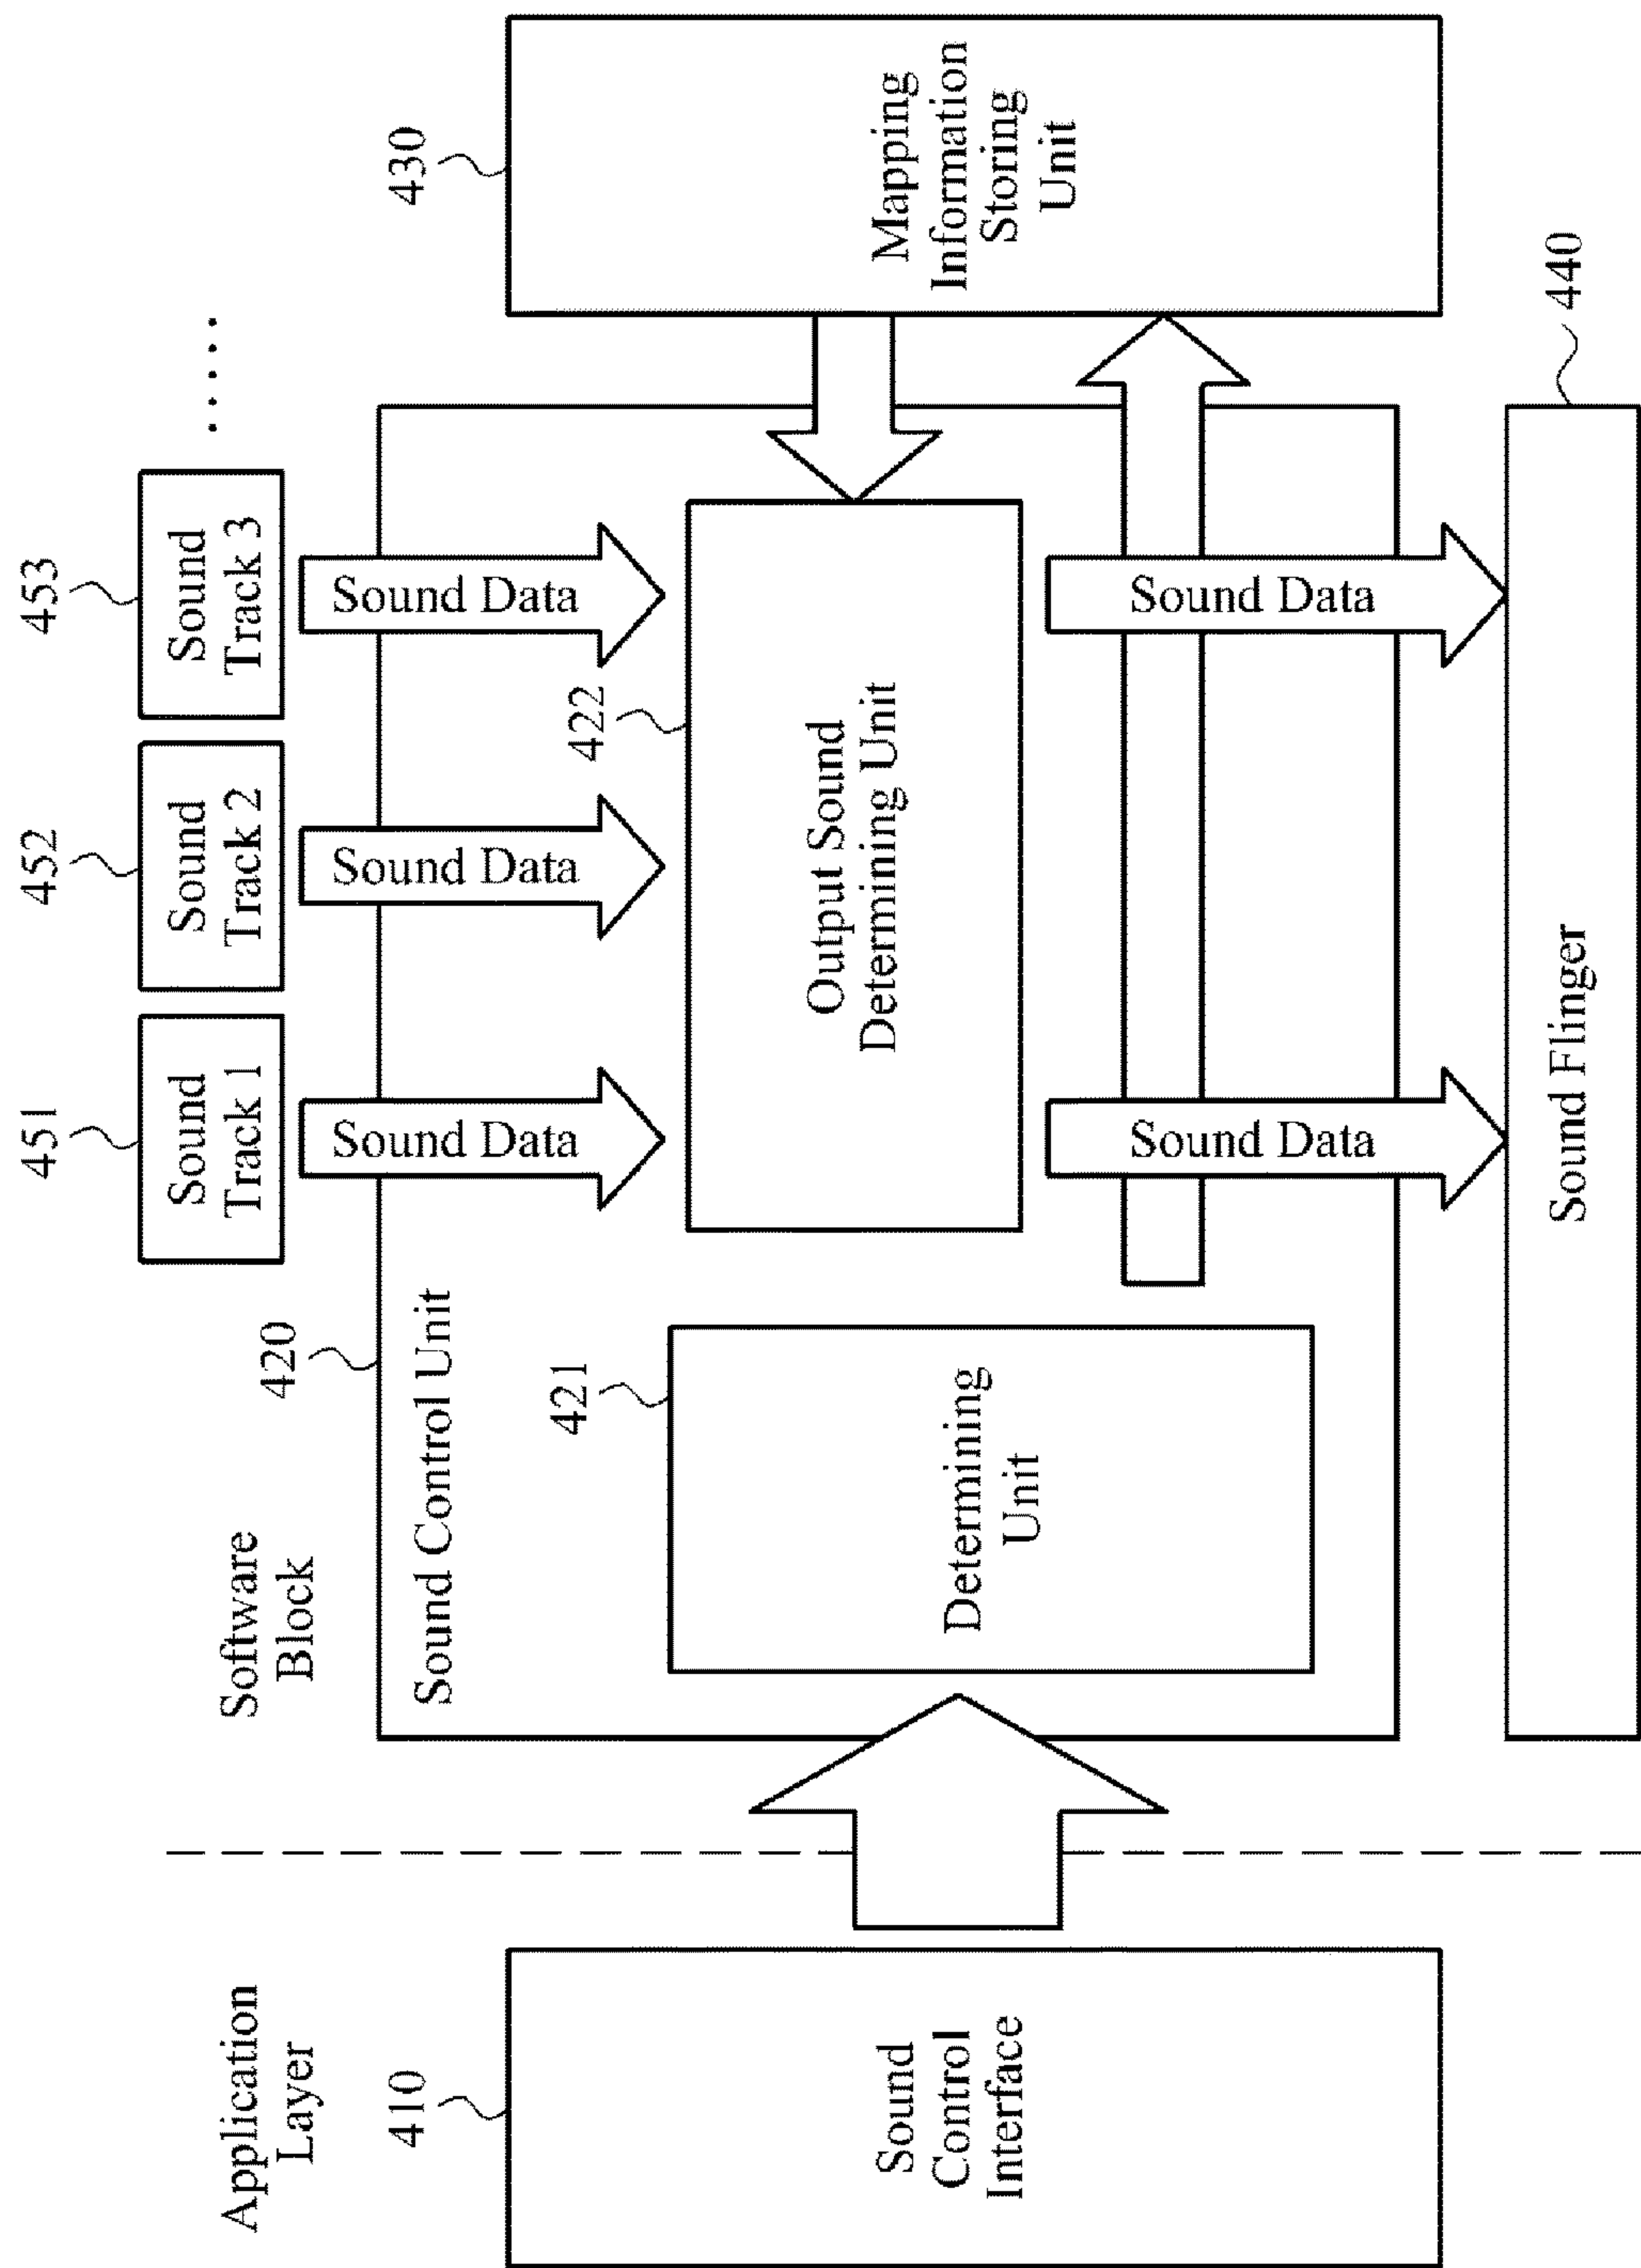 Application
Layer
Software
Block
410
Sound
Control
Interface
420
Sound Control Unit
421
Determining
Unit
451
Sound
Track 1
452
Sound
Track 2
453
Sound
Track 3
......
Sound Data
Sound Data
Sound Data
422
Output Sound
Determining Unit
Sound Data
Sound Data
430
Mapping
Information
Storing
Unit
440
Sound Flinger